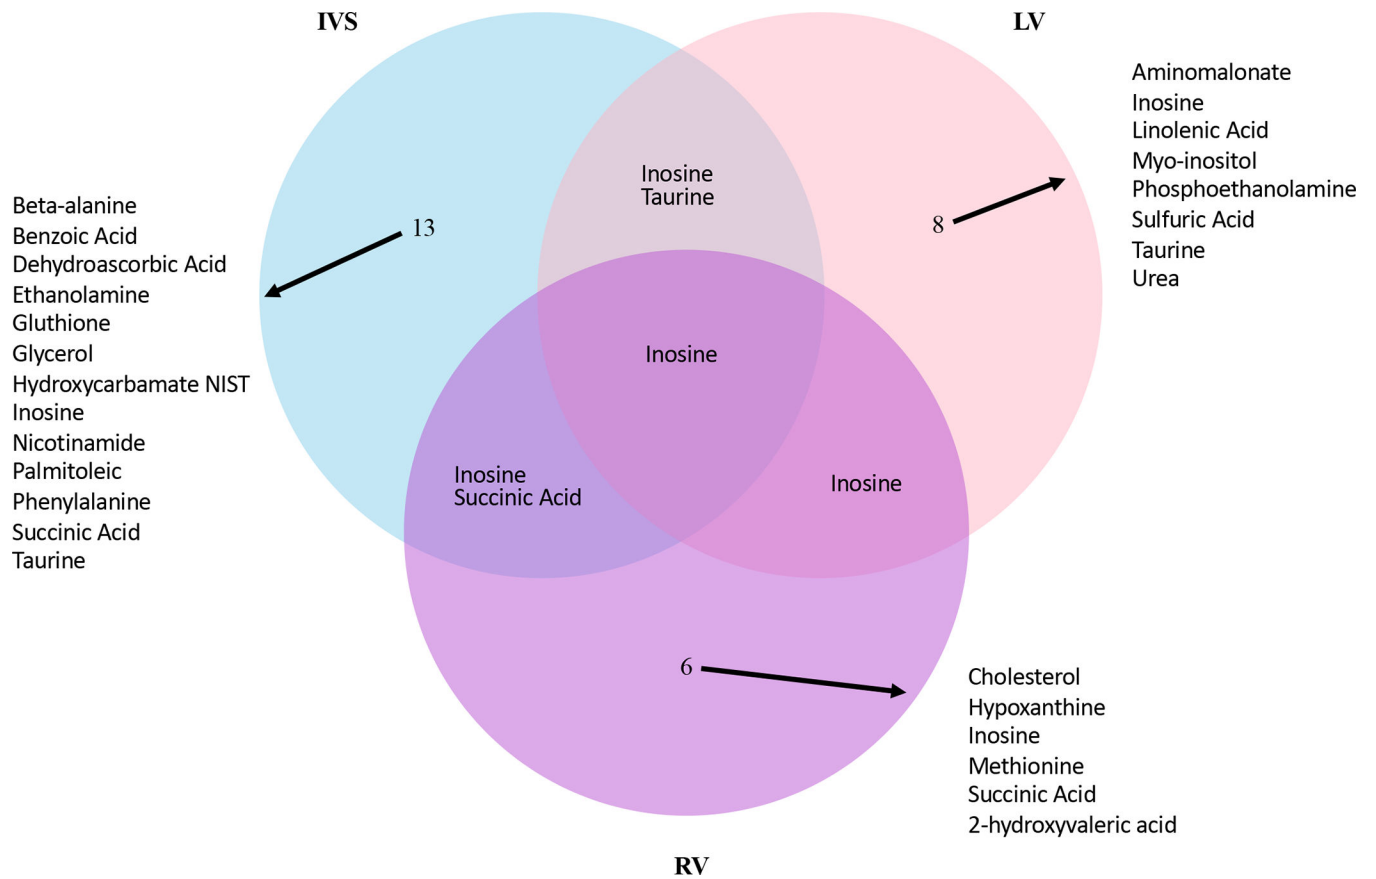 IVS
LV
Aminomalonate
Inosine
Linolenic Acid
Myo-inositol
Phosphoethanolamine
Sulfuric Acid
Taurine
Urea
Inosine
Taurine
8
13
Beta-alanine
Benzoic Acid
Dehydroascorbic Acid
Ethanolamine
Gluthione
Glycerol
Hydroxycarbamate NIST
Inosine
Nicotinamide
Palmitoleic
Phenylalanine
Succinic Acid
Taurine
Inosine
Inosine
Succinic Acid
Inosine
6
Cholesterol
Hypoxanthine
Inosine
Methionine
Succinic Acid
2-hydroxyvaleric acid
RV